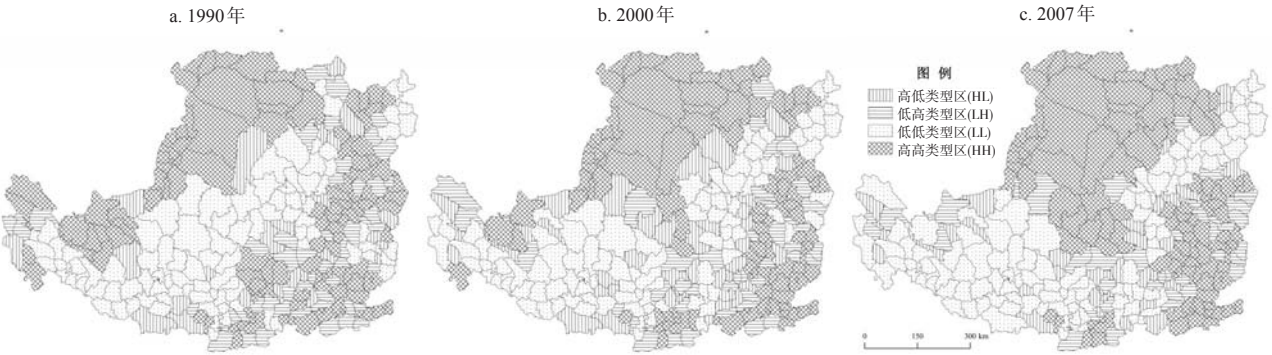 a. 1990年
b. 2000年
c. 2007年
图 例
高低类型区(HL)
低高类型区(LH)
低低类型区(LL)
高高类型区(HH)
0 150 300 km